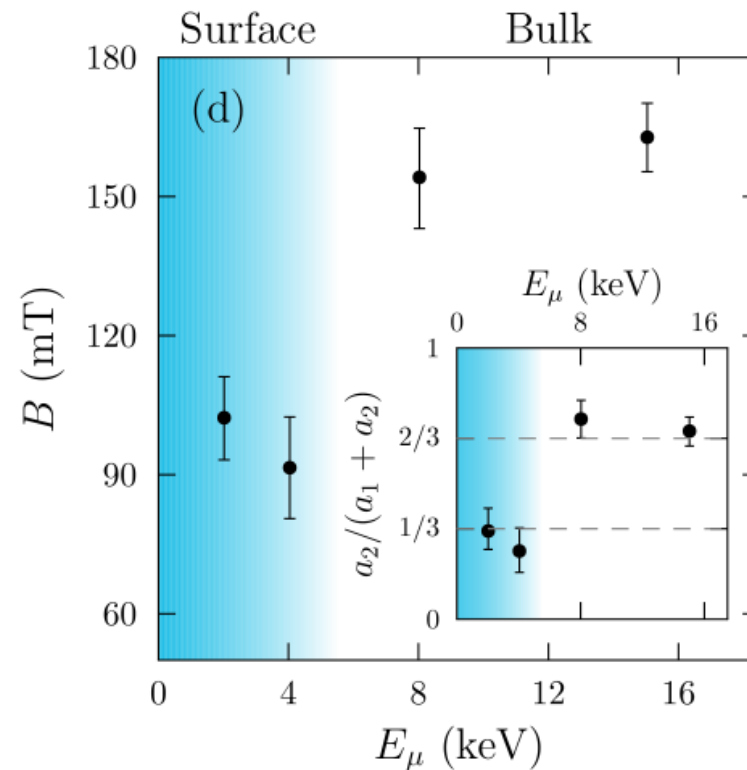 Surface Bulk
(d)
180
150
120
90
60
B (mT)
0 4 8 12 16
E_μ (keV)
E_μ (keV)
0 8 16
1
2/3
1/3
0
a_2/(a_1 + a_2)